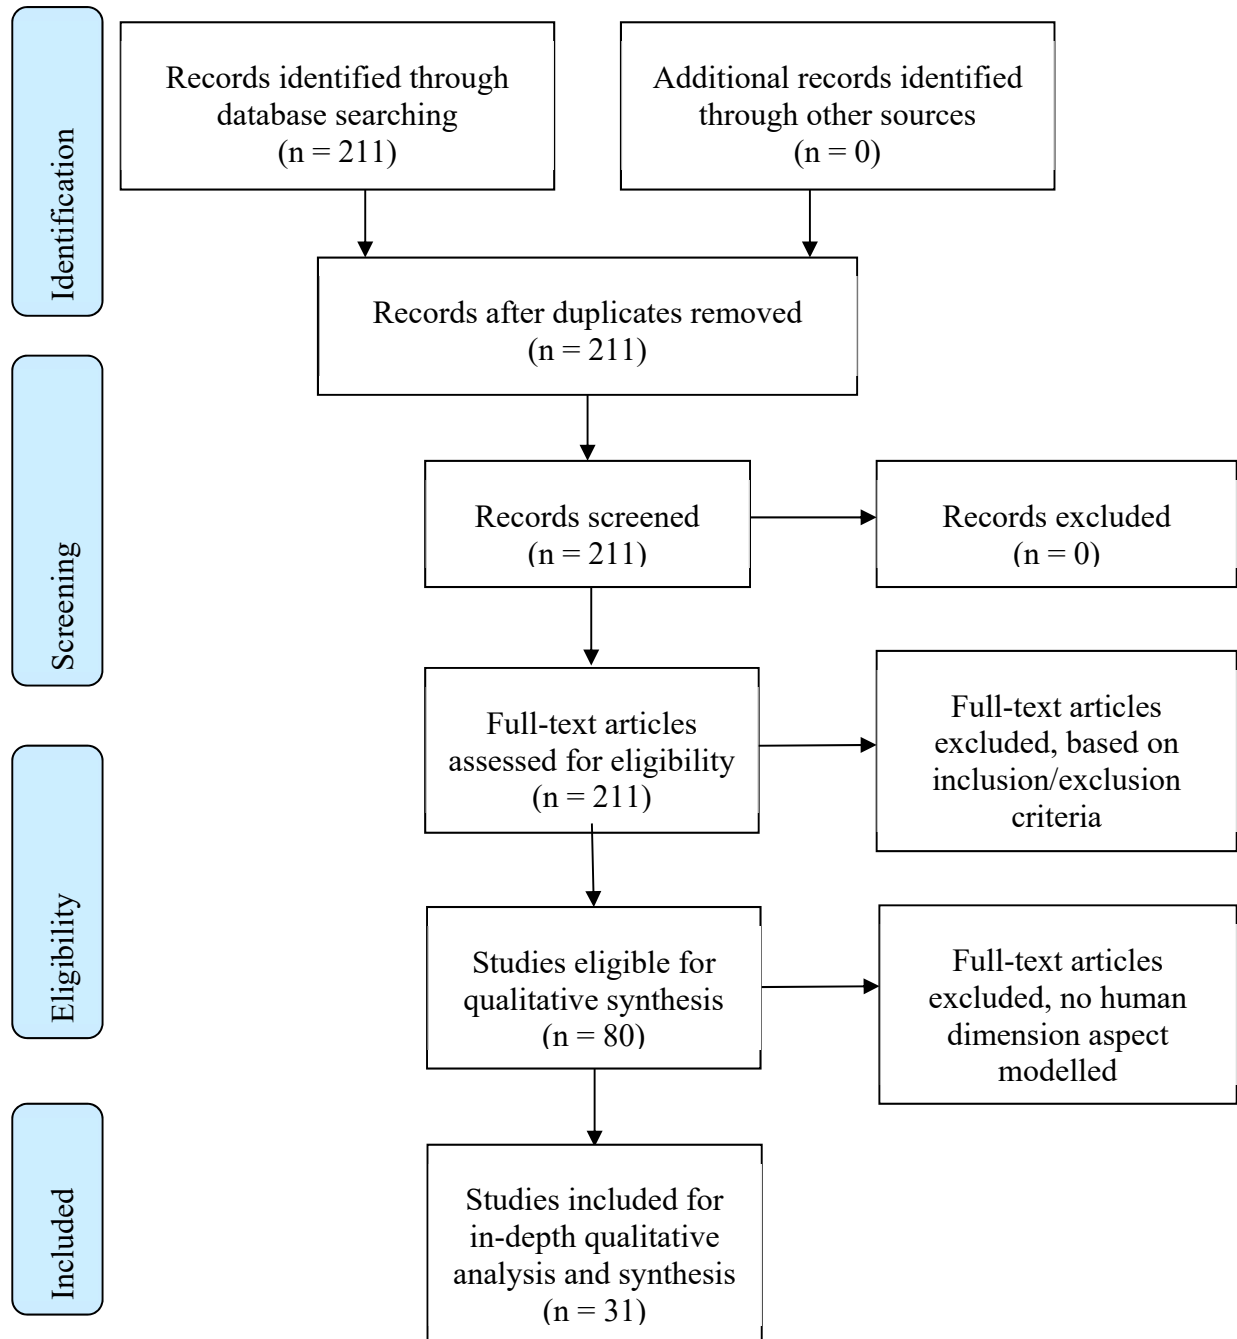 Identification
Records identified through
database searching
(n = 211)
Additional records identified
through other sources
(n = 0)
Records after duplicates removed
(n = 211)
Screening
Records screened
(n = 211)
Records excluded
(n = 0)
Full-text articles
assessed for eligibility
(n = 211)
Full-text articles
excluded, based on
inclusion/exclusion
criteria
Eligibility
Studies eligible for
qualitative synthesis
(n = 80)
Full-text articles
excluded, no human
dimension aspect
modelled
Included
Studies included for
in-depth qualitative
analysis and synthesis
(n = 31)